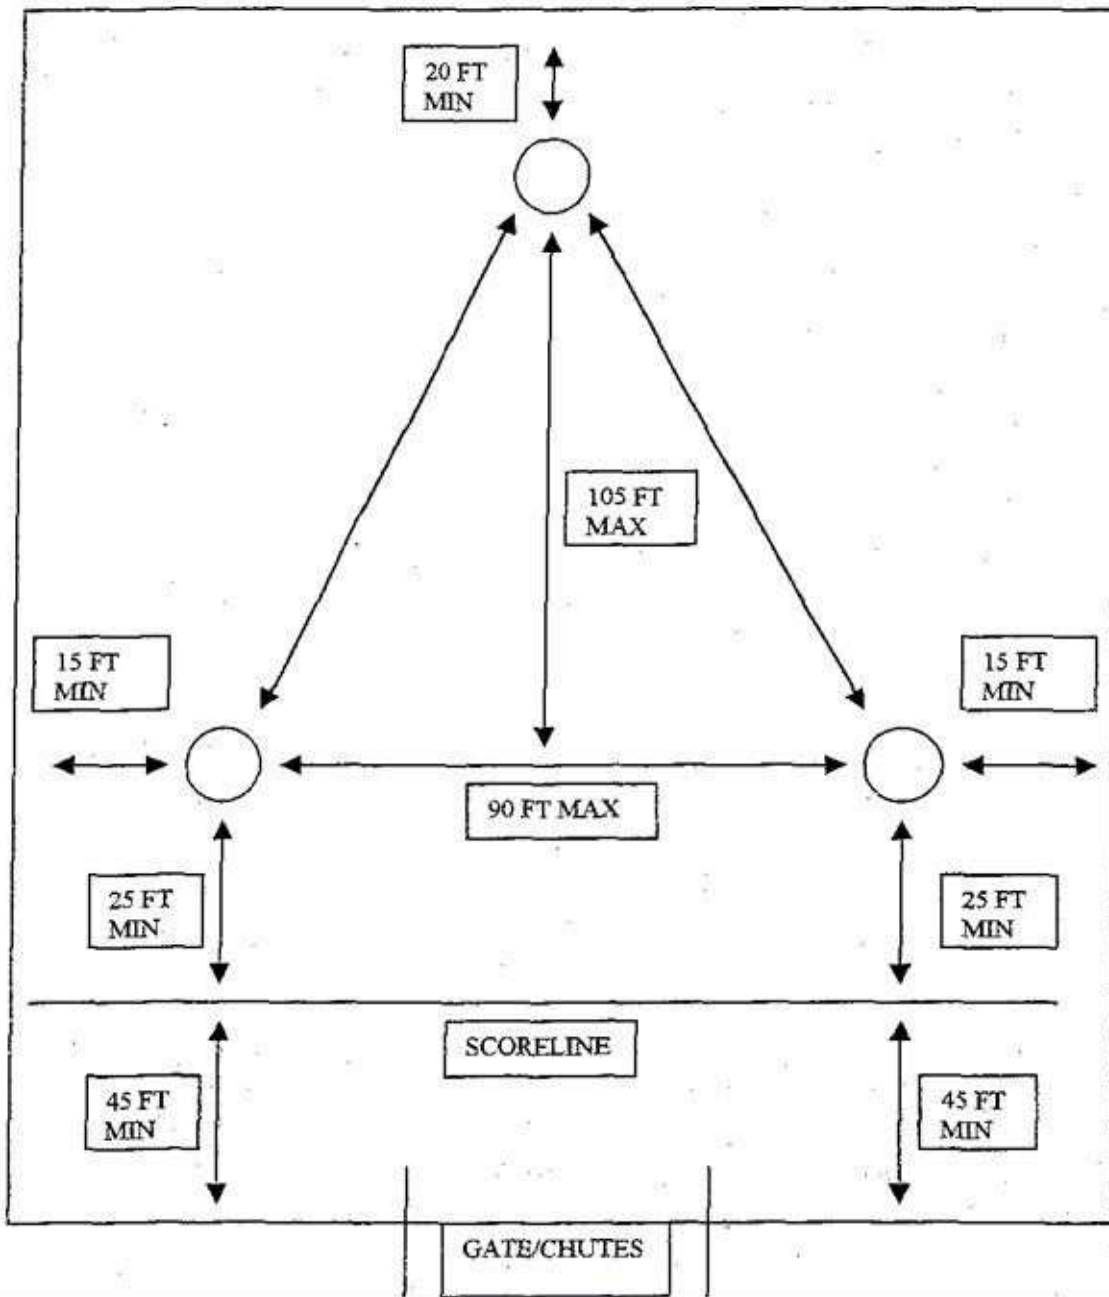 20 FT
MIN
105 FT
MAX
15 FT
MIN
15 FT
MIN
90 FT MAX
25 FT
MIN
25 FT
MIN
SCORELINE
45 FT
MIN
45 FT
MIN
GATE/CHUTES